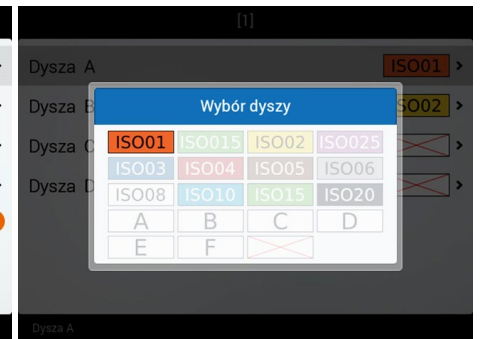 [1]
Dysza A ISO01 >
Dysza B ISO02 >
Dysza C >
Dysza D >
Wybór dyszy
ISO01 ISO015 ISO02 ISO025
ISO03 ISO04 ISO05 ISO06
ISO08 ISO10 ISO15 ISO20
A B C D
E F
Dysza A